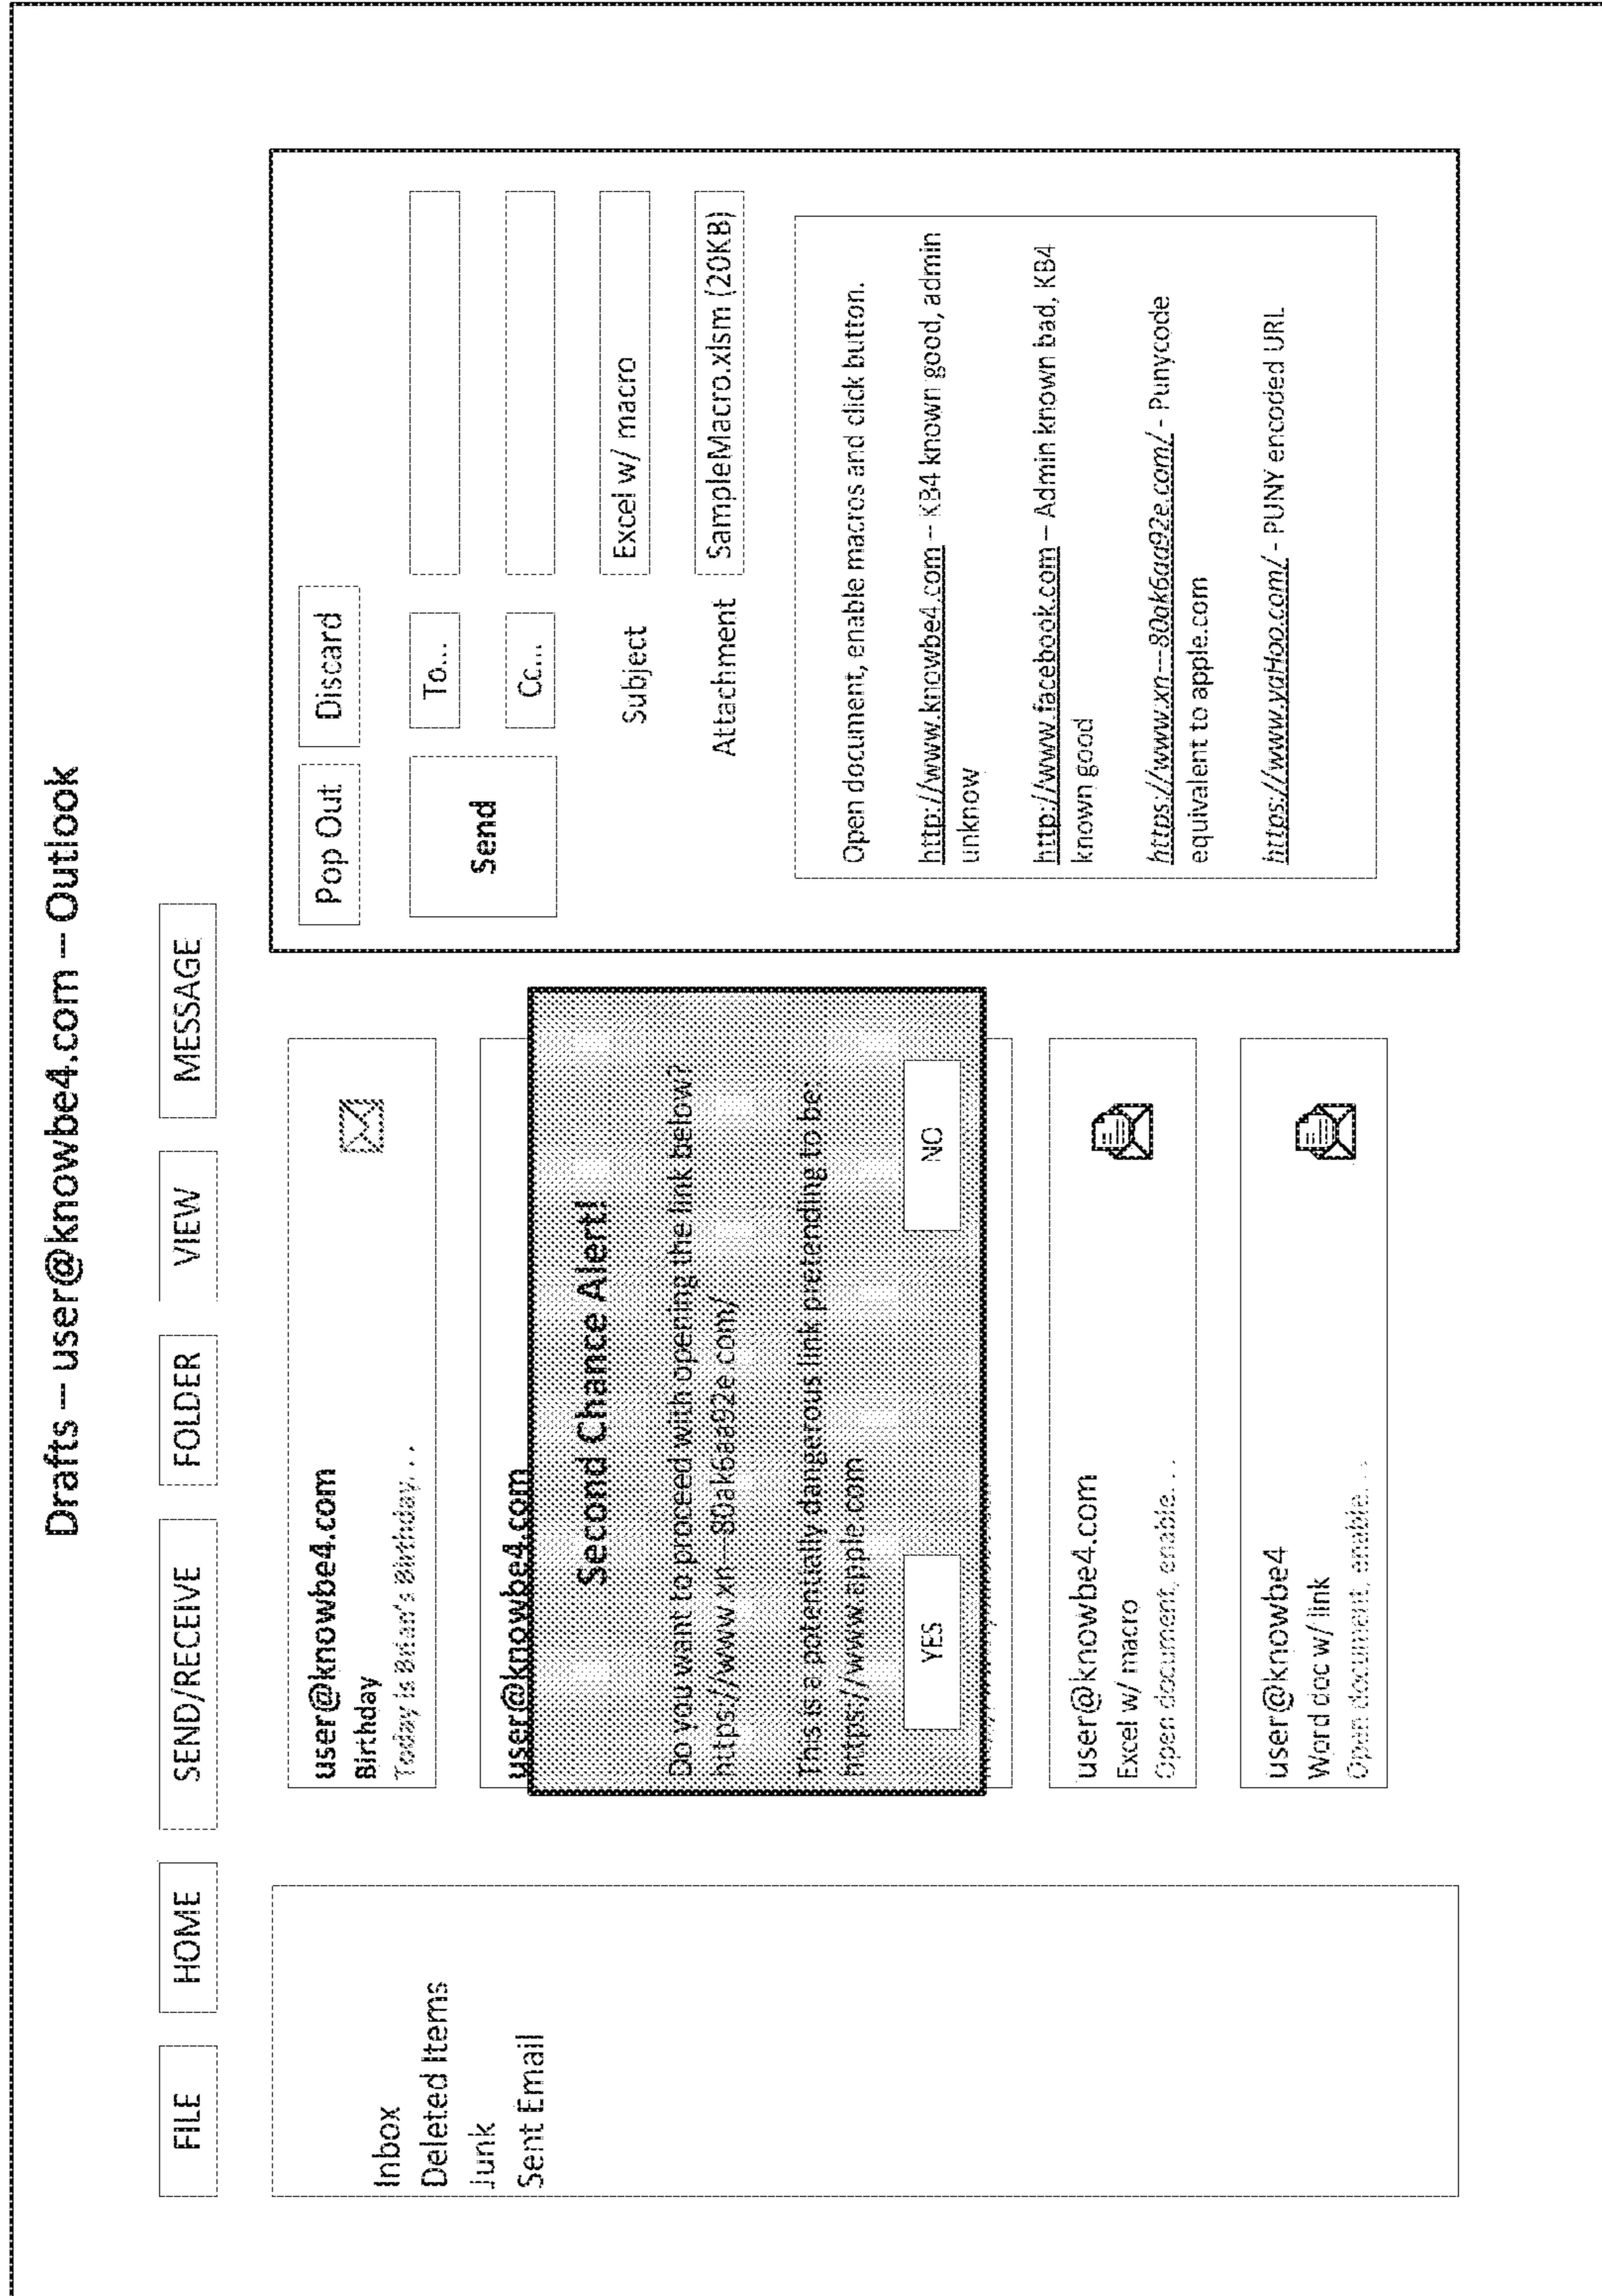 Drafts -- user@knowbe4.com -- Outlook
FILE
HOME
SEND/RECEIVE
FOLDER
VIEW
MESSAGE
Inbox
Deleted Items
Junk
Sent Email
user@knowbe4.com
Birthday
Today is Brian's Birthday. . .
user@knowbe4.com
Second Chance Alert!
Do you want to proceed with opening the link below?
https://www.xn---80ak6aa92e.com/
This is a potentially dangerous link pretending to be:
https://www.apple.com
YES
NO
user@knowbe4.com
Excel w/ macro
Open document, enable. . .
user@knowbe4
Word doc w/ link
Open document, enable. . .
Pop Out
Discard
Send
To...
Cc...
Subject
Excel w/ macro
Attachment
SampleMacro.xlsm (20KB)
Open document, enable macros and click button.
http://www.knowbe4.com -- KB4 known good, admin
unknow
http://www.facebook.com -- Admin known bad, KB4
known good
https://www.xn---80ak6aa92e.com/ - Punycode
equivalent to apple.com
https://www.yaHoo.com/ - PUNY encoded URL